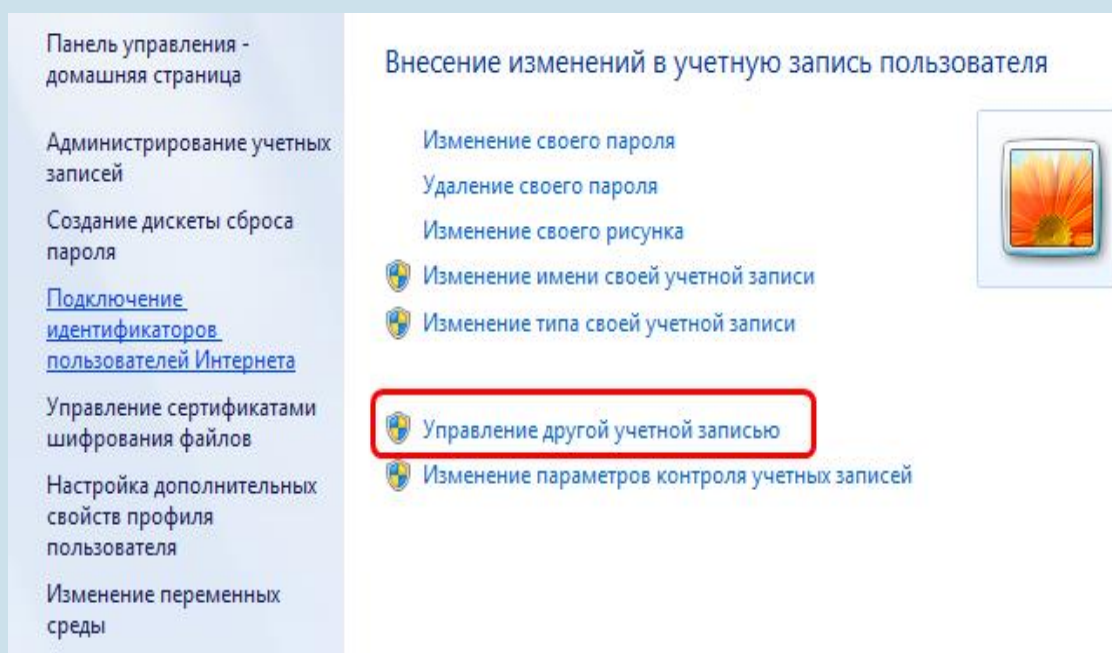 Панель управления -
домашняя страница
Администрирование учетных
записей
Создание дискеты сброса
пароля
Подключение
идентификаторов
пользователей Интернета
Управление сертификатами
шифрования файлов
Настройка дополнительных
свойств профиля
пользователя
Изменение переменных
среды
Внесение изменений в учетную запись пользователя
Изменение своего пароля
Удаление своего пароля
Изменение своего рисунка
Изменение имени своей учетной записи
Изменение типа своей учетной записи
Управление другой учетной записью
Изменение параметров контроля учетных записей